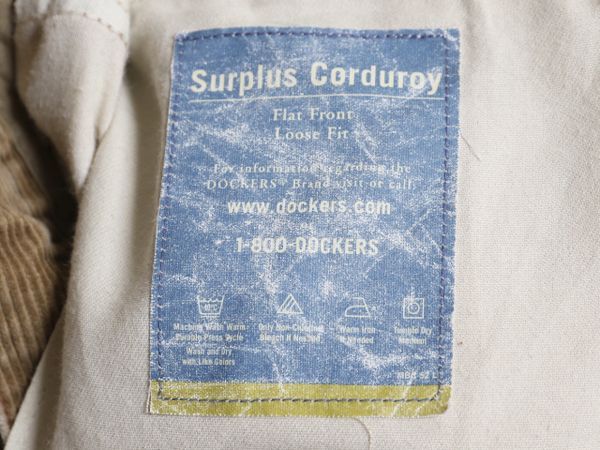 Surplus Corduroy
Flat Front
Loose Fit
For information regarding the
DOCKERS® Brand visit or call
www.dockers.com
1-800-DOCKERS
40°C
Machine Wash Warm
Durable Press Cycle
Wash and Dry
with Like Colors
Only Non-Chlorine
Bleach If Needed
Warm Iron
If Needed
Tumble Dry
Medium